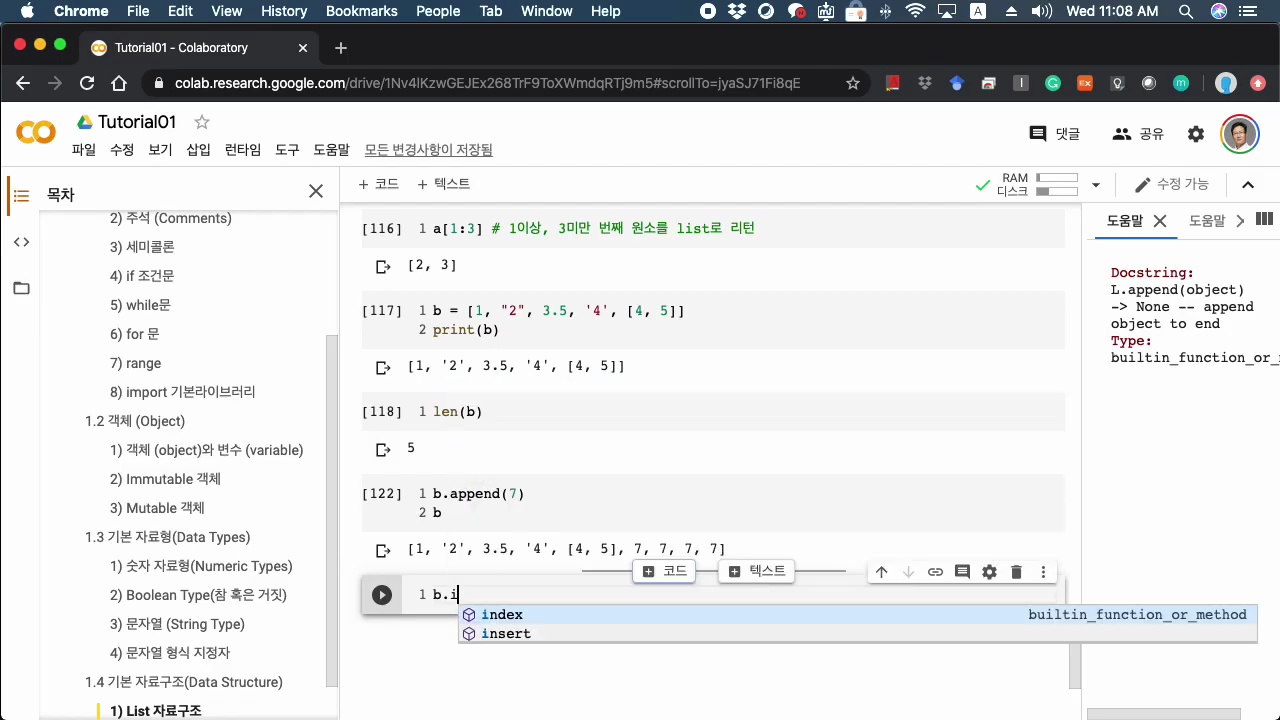 Chrome File Edit View History Bookmarks People Tab Window Help A Wed 11:08 AM
Tutorial01 - Colaboratory
colab.research.google.com/drive/1Nv4lKzwGEJEx268TrF9ToXWmdqRTj9m5#scrollTo=jyaSJ71Fi8qE
Tutorial01
댓글 공유
파일 수정 보기 삽입 런타임 도구 도움말 모든 변경사항이 저장됨
목차
+ 코드 + 텍스트
RAM
디스크
수정 가능
2) 주석 (Comments)
3) 세미콜론
4) if 조건문
5) while문
6) for 문
7) range
8) import 기본라이브러리
1.2 객체 (Object)
1) 객체 (object)와 변수 (variable)
2) Immutable 객체
3) Mutable 객체
1.3 기본 자료형(Data Types)
1) 숫자 자료형(Numeric Types)
2) Boolean Type(참 혹은 거짓)
3) 문자열 (String Type)
4) 문자열 형식 지정자
1.4 기본 자료구조(Data Structure)
1) List 자료구조
[116] 1 a[1:3] # 1이상, 3미만 번째 원소를 list로 리턴
[2, 3]
[117] 1 b = [1, "2", 3.5, '4', [4, 5]]
2 print(b)
[1, '2', 3.5, '4', [4, 5]]
[118] 1 len(b)
5
[122] 1 b.append(7)
2 b
[1, '2', 3.5, '4', [4, 5], 7, 7, 7, 7]
코드 텍스트
1 b.i
index builtin_function_or_method
insert
도움말 도움말
Docstring:
L.append(object)
-> None -- append
object to end
Type:
builtin_function_or_m